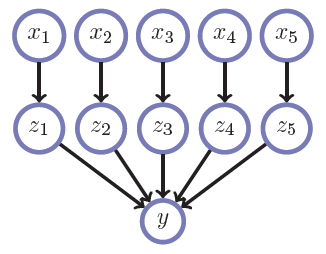 x₁ x₂ x₃ x₄ x₅
z₁ z₂ z₃ z₄ z₅
y